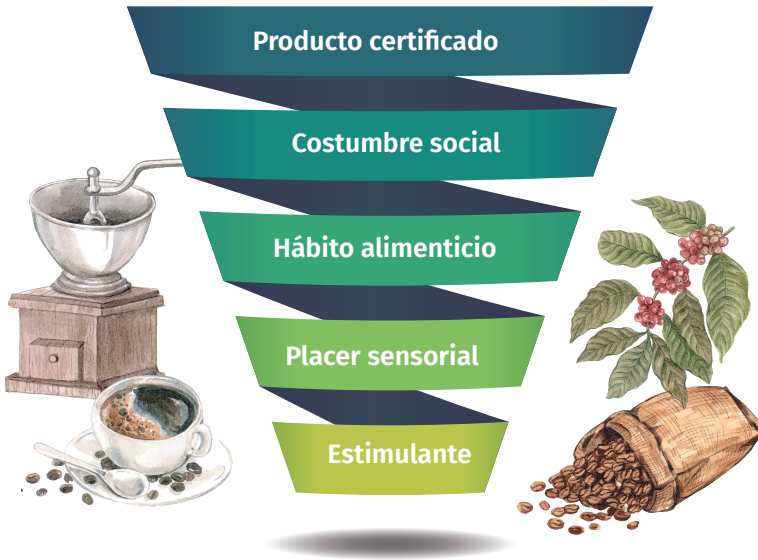 Producto certificado
Costumbre social
Hábito alimenticio
Placer sensorial
Estimulante